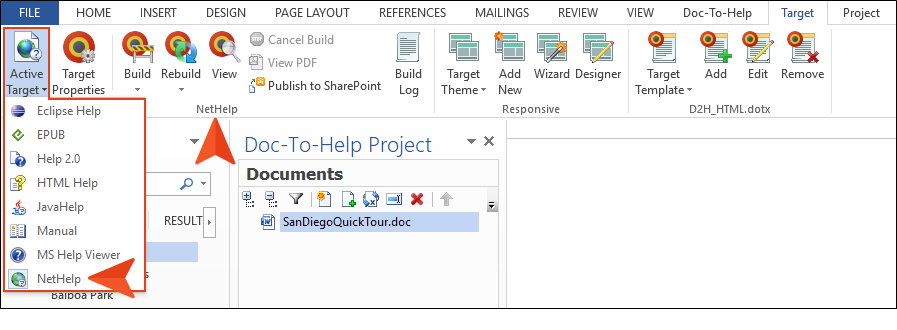 FILE HOME INSERT DESIGN PAGE LAYOUT REFERENCES MAILINGS REVIEW VIEW Doc-To-Help Target Project
Active Target
Target Properties
Build
Rebuild
View
Cancel Build
View PDF
Publish to SharePoint
Build Log
NetHelp
Target Theme
Add New
Wizard
Designer
Responsive
Target Template
Add
Edit
Remove
D2H_HTML.dotx
Eclipse Help
EPUB
Help 2.0
HTML Help
JavaHelp
Manual
MS Help Viewer
NetHelp
RESULT
Balboa Park
Doc-To-Help Project
Documents
SanDiegoQuickTour.doc